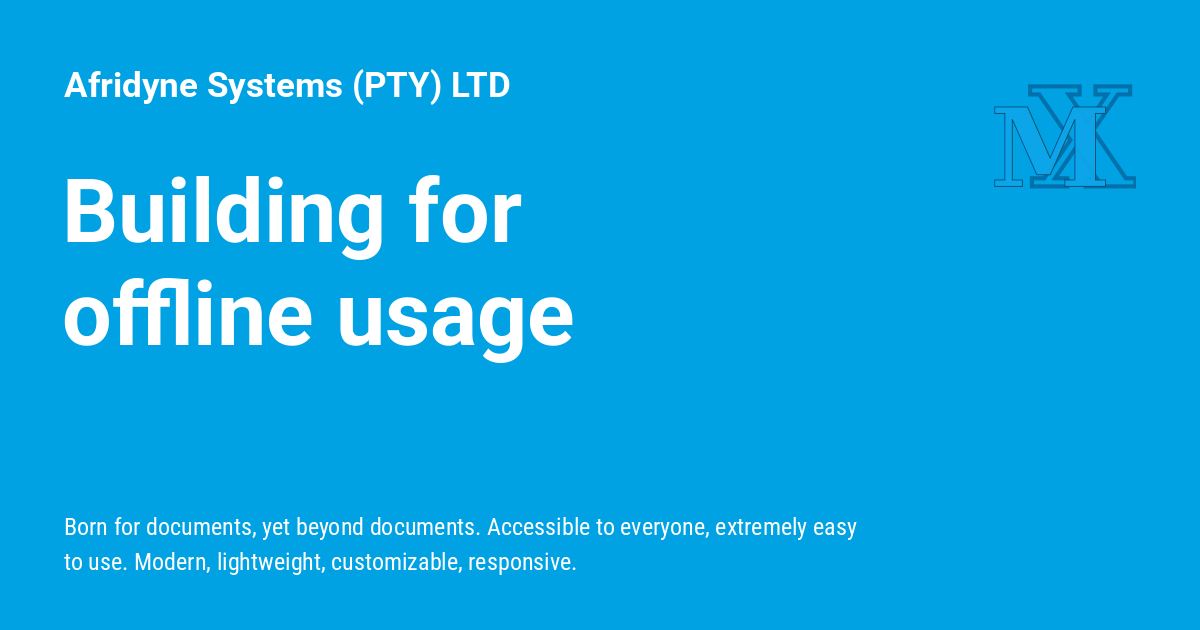 Afridyne Systems (PTY) LTD
MX
Building for
offline usage
Born for documents, yet beyond documents. Accessible to everyone, extremely easy
to use. Modern, lightweight, customizable, responsive.